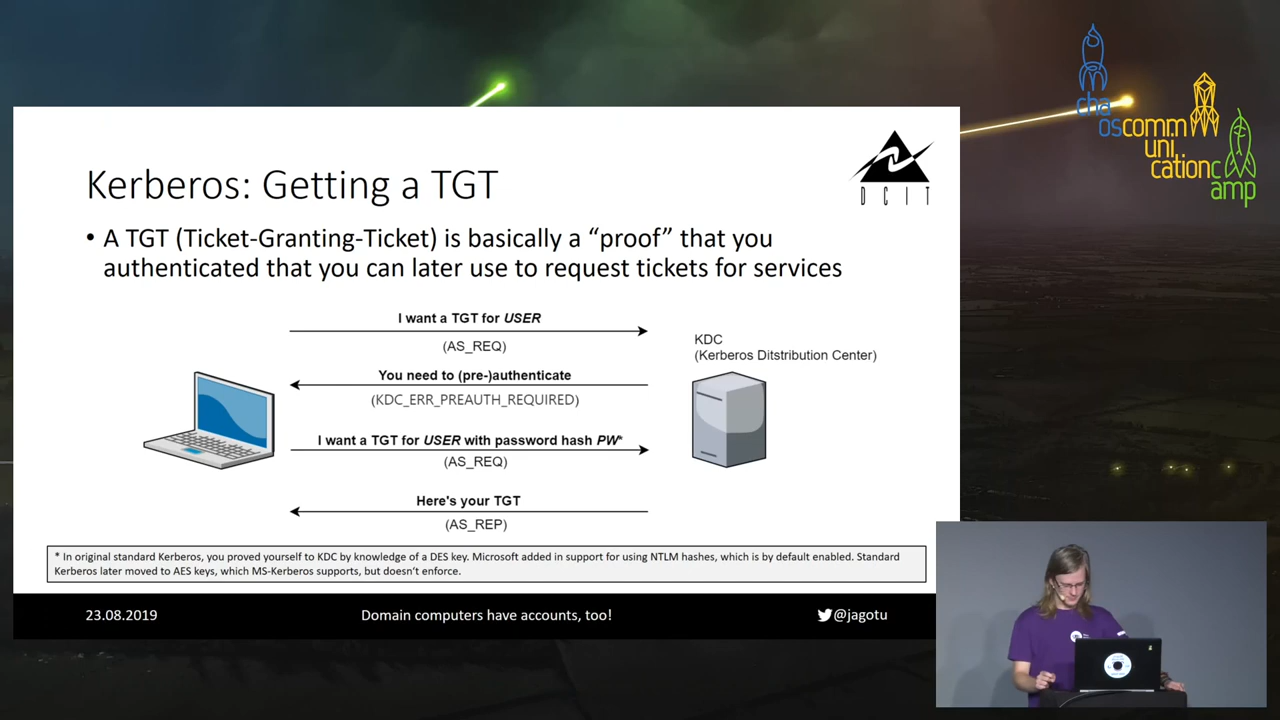 chaoscommunicationcamp
DCIT
Kerberos: Getting a TGT
• A TGT (Ticket-Granting-Ticket) is basically a “proof” that you
authenticated that you can later use to request tickets for services
I want a TGT for USER
(AS_REQ)
KDC
(Kerberos Ditstribution Center)
You need to (pre-)authenticate
(KDC_ERR_PREAUTH_REQUIRED)
I want a TGT for USER with password hash PW*
(AS_REQ)
Here's your TGT
(AS_REP)
* In original standard Kerberos, you proved yourself to KDC by knowledge of a DES key. Microsoft added in support for using NTLM hashes, which is by default enabled. Standard
Kerberos later moved to AES keys, which MS-Kerberos supports, but doesn‘t enforce.
23.08.2019
Domain computers have accounts, too!
@jagotu